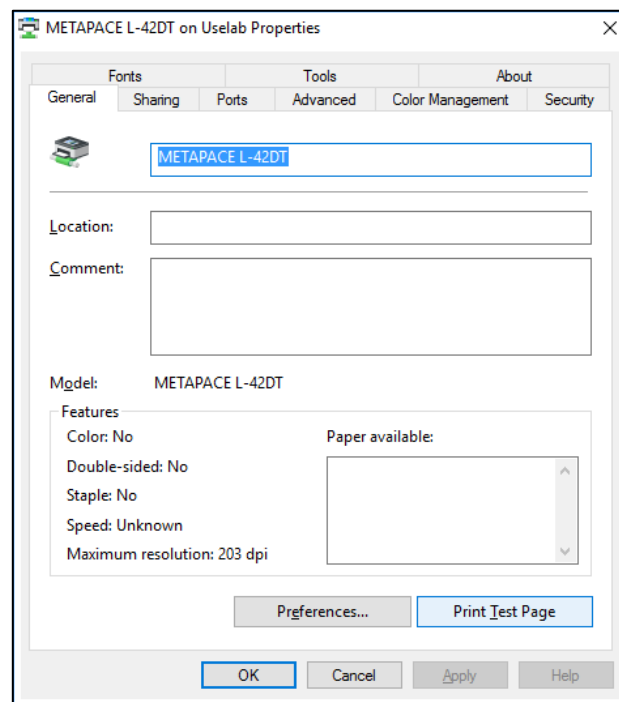 METAPACE L-42DT on Uselab Properties
Fonts Tools About
General Sharing Ports Advanced Color Management Security
METAPACE L-42DT
Location:
Comment:
Model: METAPACE L-42DT
Features
Color: No Paper available:
Double-sided: No
Staple: No
Speed: Unknown
Maximum resolution: 203 dpi
Preferences... Print Test Page
OK Cancel Apply Help